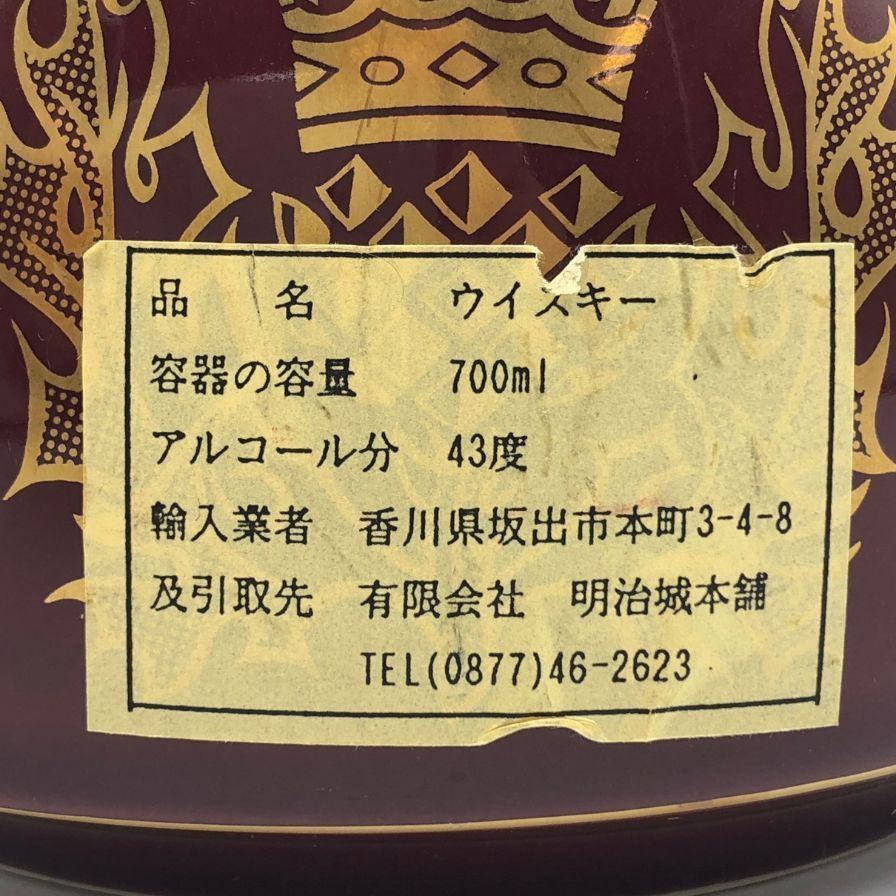 品　名　ウイスキー
容器の容量　700ml
アルコール分　43度
輸入業者　香川県坂出市本町3-4-8
及引取先　有限会社　明治城本舗
TEL(0877)46-2623